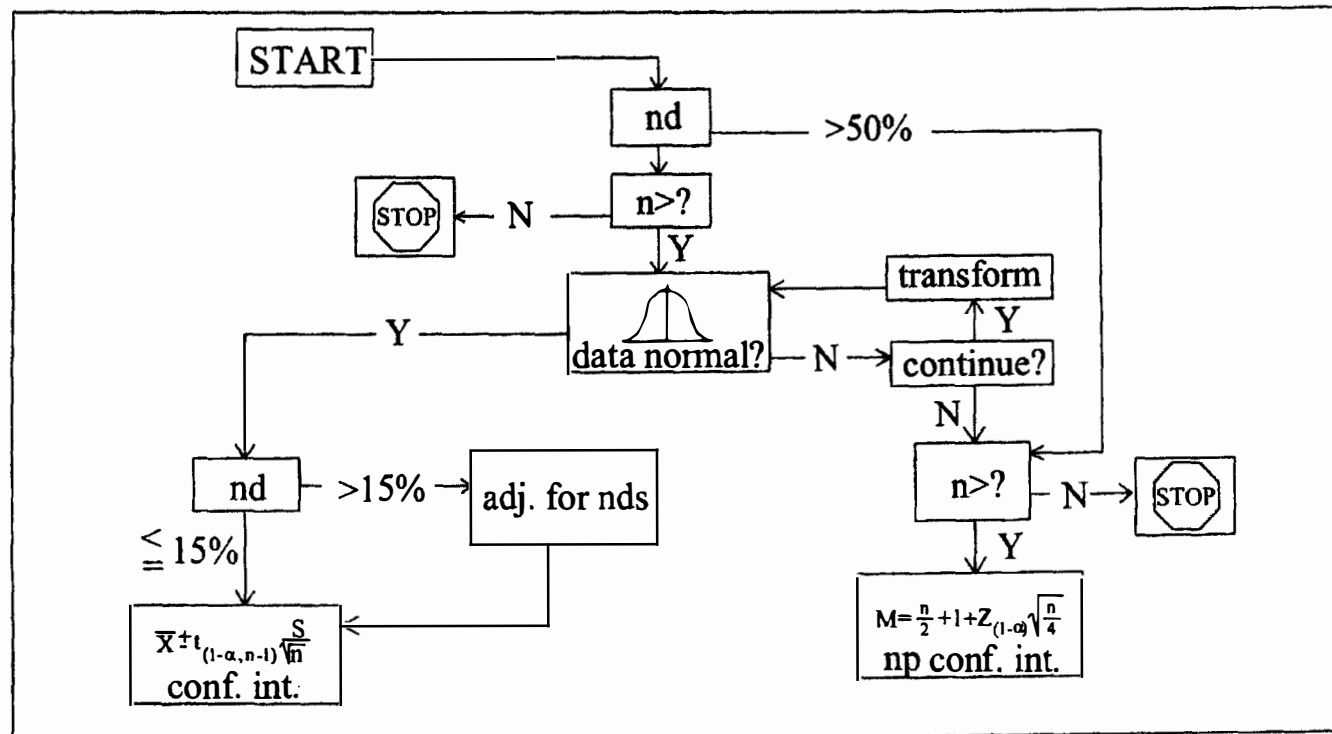 START
nd
>50%
n>?
STOP
N
Y
transform
Y
Y
data normal?
N
continue?
N
nd
>15%
adj. for nds
n>?
N
STOP
≤ 15%
Y
X̅ ± t(1-α, n-1) S/√n
conf. int.
M= n/2 +1+Z(1-α) √n/4
np conf. int.